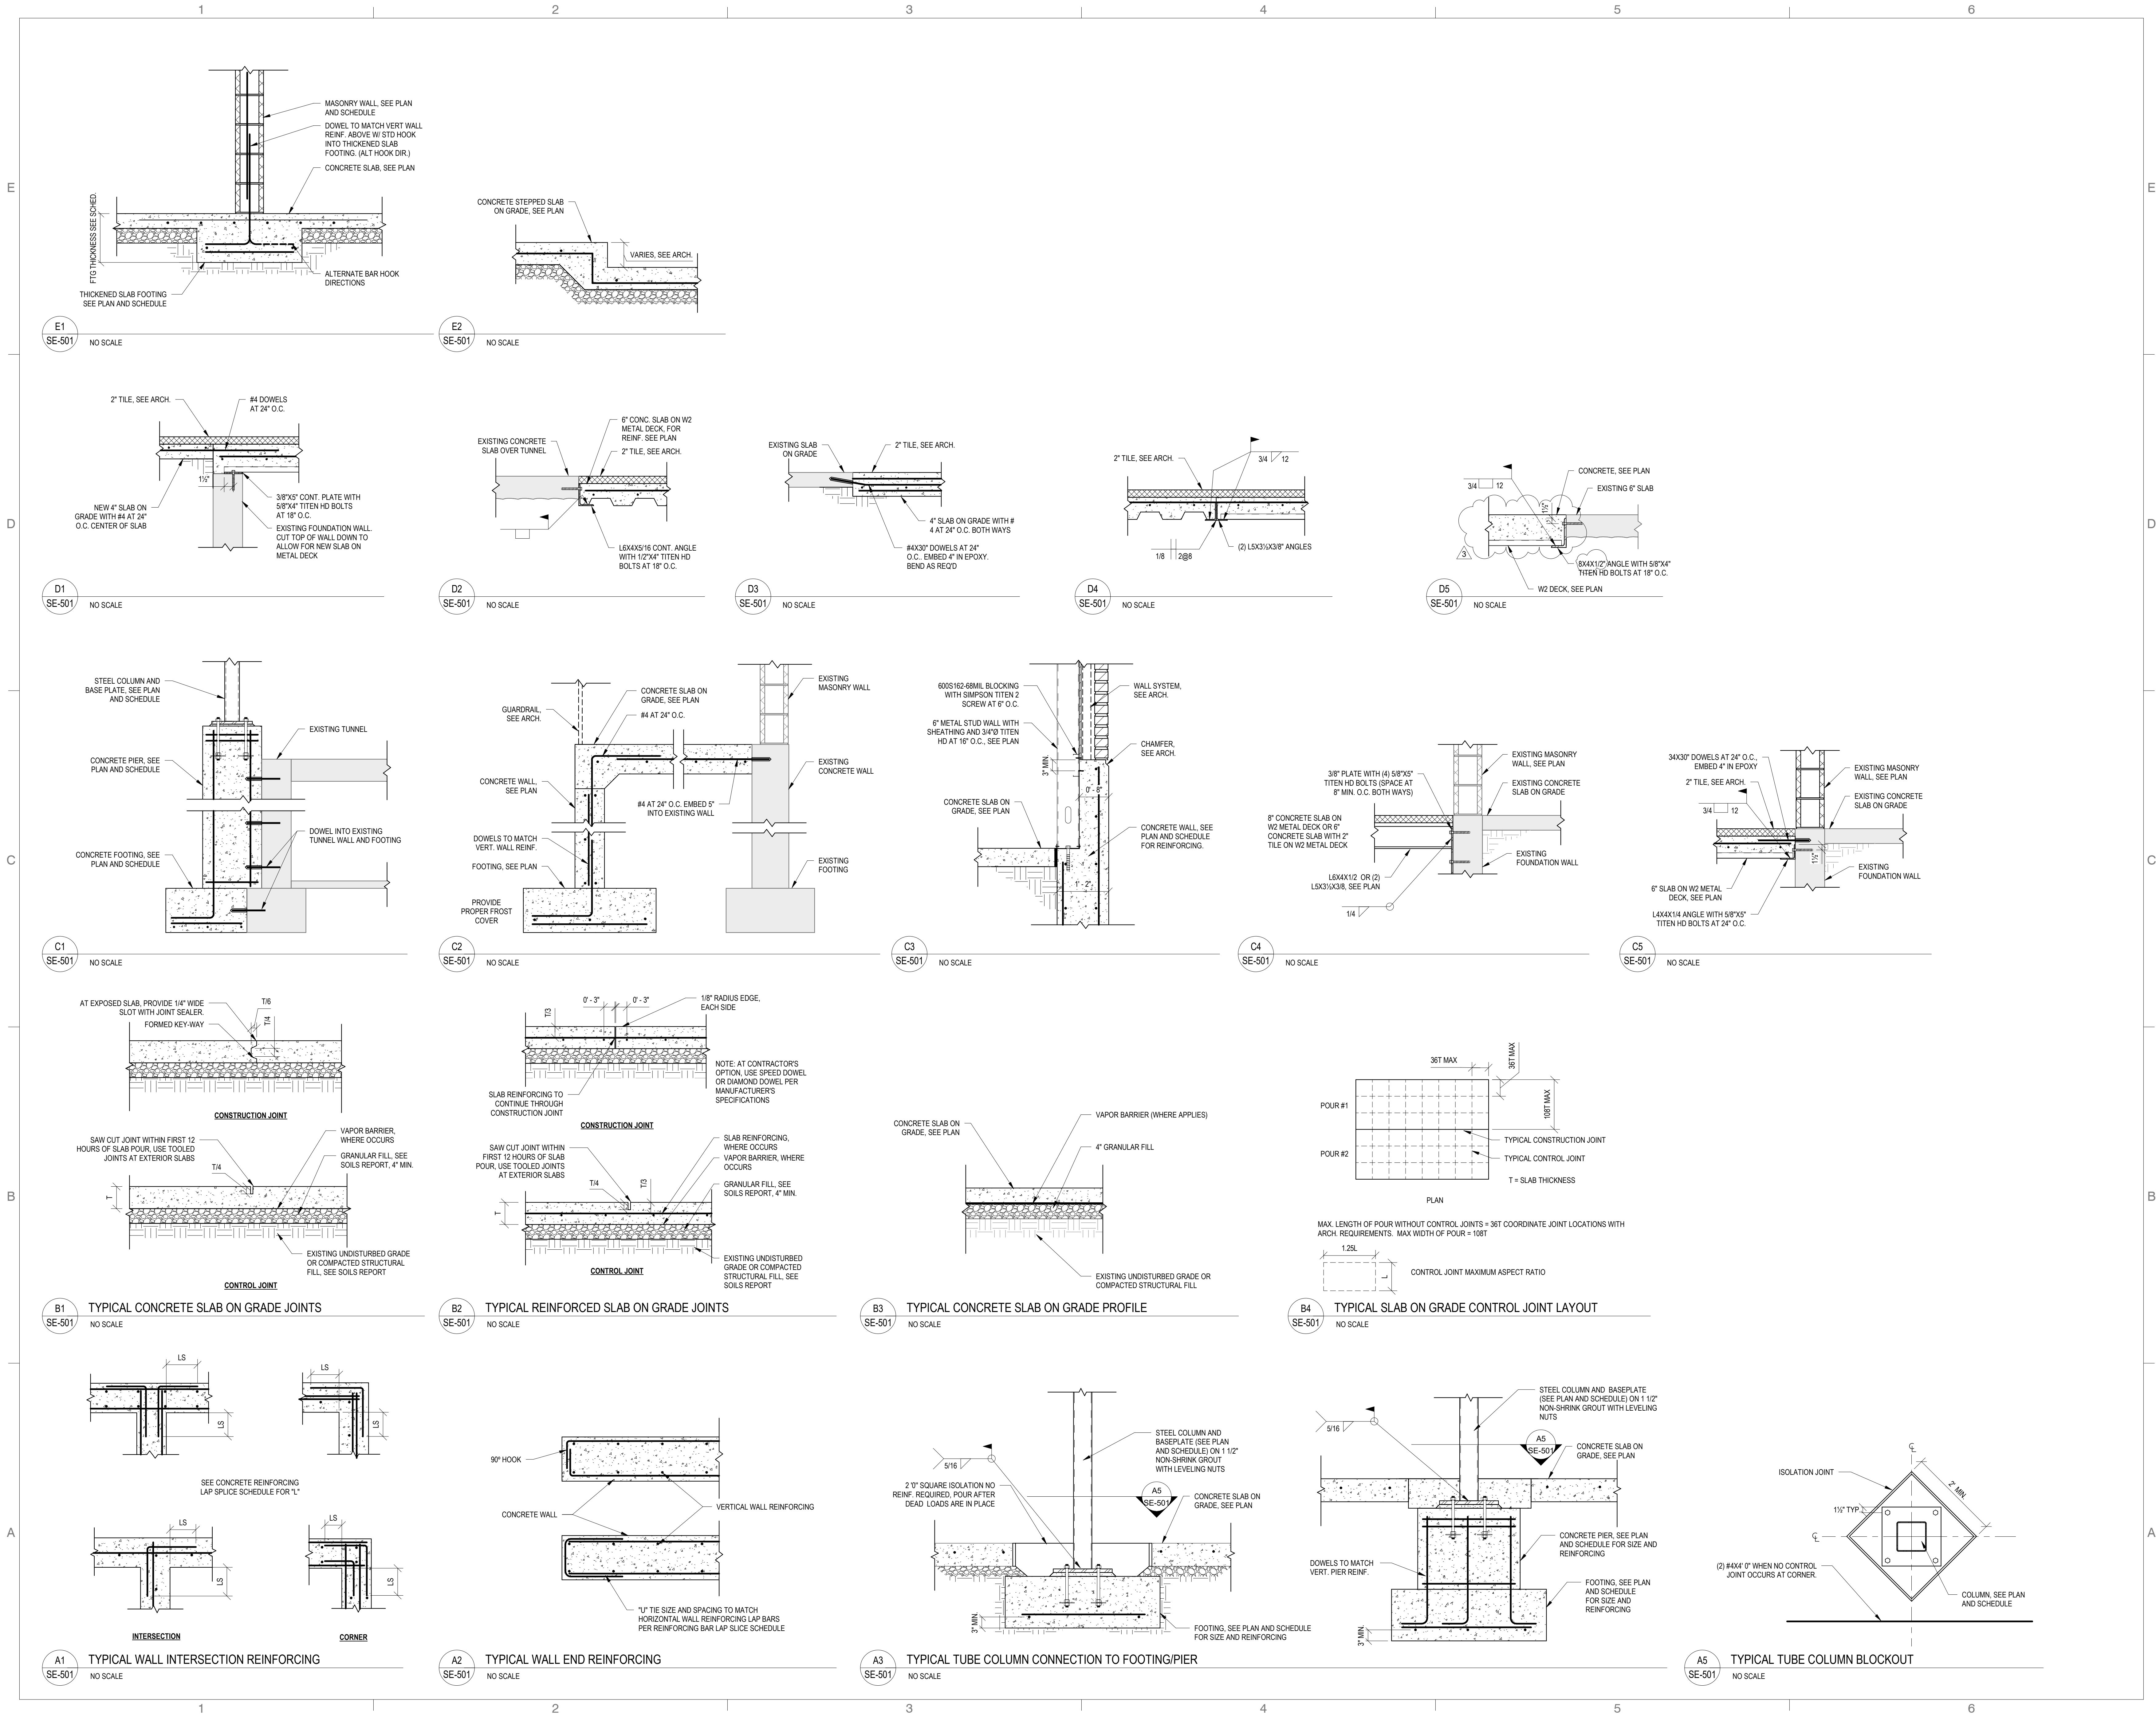 1
2
3
4
5
6
E
E
MASONRY WALL, SEE PLAN
AND SCHEDULE
DOWEL TO MATCH VERT WALL
REINF. ABOVE W/ STD HOOK
INTO THICKENED SLAB
FOOTING. (ALT HOOK DIR.)
CONCRETE SLAB, SEE PLAN
FTG THICKNESS SEE SCHED.
ALTERNATE BAR HOOK
DIRECTIONS
THICKENED SLAB FOOTING
SEE PLAN AND SCHEDULE
E1
SE-501
NO SCALE
CONCRETE STEPPED SLAB
ON GRADE, SEE PLAN
VARIES, SEE ARCH.
E2
SE-501
NO SCALE
D
D
2" TILE, SEE ARCH.
#4 DOWELS
AT 24" O.C.
1½"
NEW 4" SLAB ON
GRADE WITH #4 AT 24"
O.C. CENTER OF SLAB
3/8"X5" CONT. PLATE WITH
5/8"X4" TITEN HD BOLTS
AT 18" O.C.
EXISTING FOUNDATION WALL.
CUT TOP OF WALL DOWN TO
ALLOW FOR NEW SLAB ON
METAL DECK
D1
SE-501
NO SCALE
6" CONC. SLAB ON W2
METAL DECK, FOR
REINF. SEE PLAN
EXISTING CONCRETE
SLAB OVER TUNNEL
2" TILE, SEE ARCH.
L6X4X5/16 CONT. ANGLE
WITH 1/2"X4" TITEN HD
BOLTS AT 18" O.C.
D2
SE-501
NO SCALE
EXISTING SLAB
ON GRADE
2" TILE, SEE ARCH.
4" SLAB ON GRADE WITH #
4 AT 24" O.C. BOTH WAYS
#4X30" DOWELS AT 24"
O.C.. EMBED 4" IN EPOXY.
BEND AS REQ'D
D3
SE-501
NO SCALE
3/4
12
2" TILE, SEE ARCH.
1/8
2@8
(2) L5X3½X3/8" ANGLES
D4
SE-501
NO SCALE
3/4
12
CONCRETE, SEE PLAN
EXISTING 6" SLAB
1½"
3
8X4X1/2" ANGLE WITH 5/8"X4"
TITEN HD BOLTS AT 18" O.C.
W2 DECK, SEE PLAN
D5
SE-501
NO SCALE
C
C
STEEL COLUMN AND
BASE PLATE, SEE PLAN
AND SCHEDULE
EXISTING TUNNEL
CONCRETE PIER, SEE
PLAN AND SCHEDULE
DOWEL INTO EXISTING
TUNNEL WALL AND FOOTING
CONCRETE FOOTING, SEE
PLAN AND SCHEDULE
C1
SE-501
NO SCALE
GUARDRAIL,
SEE ARCH.
CONCRETE SLAB ON
GRADE, SEE PLAN
#4 AT 24" O.C.
EXISTING
MASONRY WALL
CONCRETE WALL,
SEE PLAN
EXISTING
CONCRETE WALL
#4 AT 24" O.C. EMBED 5"
INTO EXISTING WALL
DOWELS TO MATCH
VERT. WALL REINF.
FOOTING, SEE PLAN
EXISTING
FOOTING
PROVIDE
PROPER FROST
COVER
C2
SE-501
NO SCALE
600S162-68MIL BLOCKING
WITH SIMPSON TITEN 2
SCREW AT 6" O.C.
WALL SYSTEM,
SEE ARCH.
6" METAL STUD WALL WITH
SHEATHING AND 3/4"Ø TITEN
HD AT 16" O.C., SEE PLAN
CHAMFER,
SEE ARCH.
3" MIN.
0' - 8"
CONCRETE SLAB ON
GRADE, SEE PLAN
CONCRETE WALL, SEE
PLAN AND SCHEDULE
FOR REINFORCING.
1' - 2"
C3
SE-501
NO SCALE
EXISTING MASONRY
WALL, SEE PLAN
3/8" PLATE WITH (4) 5/8"X5"
TITEN HD BOLTS (SPACE AT
8" MIN. O.C. BOTH WAYS)
EXISTING CONCRETE
SLAB ON GRADE
8" CONCRETE SLAB ON
W2 METAL DECK OR 6"
CONCRETE SLAB WITH 2"
TILE ON W2 METAL DECK
EXISTING
FOUNDATION WALL
L6X4X1/2 OR (2)
L5X3½X3/8, SEE PLAN
1/4
C4
SE-501
NO SCALE
34X30" DOWELS AT 24" O.C.,
EMBED 4" IN EPOXY
2" TILE, SEE ARCH.
3/4
12
EXISTING MASONRY
WALL, SEE PLAN
EXISTING CONCRETE
SLAB ON GRADE
1½"
EXISTING
FOUNDATION WALL
6" SLAB ON W2 METAL
DECK, SEE PLAN
L4X4X1/4 ANGLE WITH 5/8"X5"
TITEN HD BOLTS AT 24" O.C.
C5
SE-501
NO SCALE
B
B
AT EXPOSED SLAB, PROVIDE 1/4" WIDE
SLOT WITH JOINT SEALER.
FORMED KEY-WAY
T/6
T/4
CONSTRUCTION JOINT
SAW CUT JOINT WITHIN FIRST 12
HOURS OF SLAB POUR, USE TOOLED
JOINTS AT EXTERIOR SLABS
VAPOR BARRIER,
WHERE OCCURS
GRANULAR FILL, SEE
SOILS REPORT, 4" MIN.
T/4
T
EXISTING UNDISTURBED GRADE
OR COMPACTED STRUCTURAL
FILL, SEE SOILS REPORT
CONTROL JOINT
B1
SE-501
TYPICAL CONCRETE SLAB ON GRADE JOINTS
NO SCALE
0' - 3"
0' - 3"
T/3
1/8" RADIUS EDGE,
EACH SIDE
NOTE: AT CONTRACTOR'S
OPTION, USE SPEED DOWEL
OR DIAMOND DOWEL PER
MANUFACTURER'S
SPECIFICATIONS
SLAB REINFORCING TO
CONTINUE THROUGH
CONSTRUCTION JOINT
CONSTRUCTION JOINT
SAW CUT JOINT WITHIN
FIRST 12 HOURS OF SLAB
POUR, USE TOOLED JOINTS
AT EXTERIOR SLABS
SLAB REINFORCING,
WHERE OCCURS
VAPOR BARRIER, WHERE
OCCURS
GRANULAR FILL, SEE
SOILS REPORT, 4" MIN.
T/4
T/3
T
EXISTING UNDISTURBED
GRADE OR COMPACTED
STRUCTURAL FILL, SEE
SOILS REPORT
CONTROL JOINT
B2
SE-501
TYPICAL REINFORCED SLAB ON GRADE JOINTS
NO SCALE
CONCRETE SLAB ON
GRADE, SEE PLAN
VAPOR BARRIER (WHERE APPLIES)
4" GRANULAR FILL
EXISTING UNDISTURBED GRADE OR
COMPACTED STRUCTURAL FILL
B3
SE-501
TYPICAL CONCRETE SLAB ON GRADE PROFILE
NO SCALE
36T MAX
36T MAX
108T MAX
POUR #1
POUR #2
TYPICAL CONSTRUCTION JOINT
TYPICAL CONTROL JOINT
T = SLAB THICKNESS
PLAN
MAX. LENGTH OF POUR WITHOUT CONTROL JOINTS = 36T COORDINATE JOINT LOCATIONS WITH
ARCH. REQUIREMENTS. MAX WIDTH OF POUR = 108T
1.25L
L
CONTROL JOINT MAXIMUM ASPECT RATIO
B4
SE-501
TYPICAL SLAB ON GRADE CONTROL JOINT LAYOUT
NO SCALE
A
A
LS
LS
LS
LS
SEE CONCRETE REINFORCING
LAP SPLICE SCHEDULE FOR "L"
LS
LS
LS
LS
INTERSECTION
CORNER
A1
SE-501
TYPICAL WALL INTERSECTION REINFORCING
NO SCALE
90º HOOK
CONCRETE WALL
VERTICAL WALL REINFORCING
"U" TIE SIZE AND SPACING TO MATCH
HORIZONTAL WALL REINFORCING LAP BARS
PER REINFORCING BAR LAP SLICE SCHEDULE
A2
SE-501
TYPICAL WALL END REINFORCING
NO SCALE
5/16
STEEL COLUMN AND
BASEPLATE (SEE PLAN
AND SCHEDULE) ON 1 1/2"
NON-SHRINK GROUT
WITH LEVELING NUTS
2 '0" SQUARE ISOLATION NO
REINF. REQUIRED, POUR AFTER
DEAD LOADS ARE IN PLACE
A5
SE-501
CONCRETE SLAB ON
GRADE, SEE PLAN
3" MIN.
FOOTING, SEE PLAN AND SCHEDULE
FOR SIZE AND REINFORCING
5/16
STEEL COLUMN AND BASEPLATE
(SEE PLAN AND SCHEDULE) ON 1 1/2"
NON-SHRINK GROUT WITH LEVELING
NUTS
A5
SE-501
CONCRETE SLAB ON
GRADE, SEE PLAN
CONCRETE PIER, SEE PLAN
AND SCHEDULE FOR SIZE AND
REINFORCING
DOWELS TO MATCH
VERT. PIER REINF.
FOOTING, SEE PLAN
AND SCHEDULE
FOR SIZE AND
REINFORCING
3" MIN.
A3
SE-501
TYPICAL TUBE COLUMN CONNECTION TO FOOTING/PIER
NO SCALE
ISOLATION JOINT
CL
2' MIN.
1½" TYP.
CL
(2) #4X4' 0" WHEN NO CONTROL
JOINT OCCURS AT CORNER.
COLUMN, SEE PLAN
AND SCHEDULE
A5
SE-501
TYPICAL TUBE COLUMN BLOCKOUT
NO SCALE
1
2
3
4
5
6